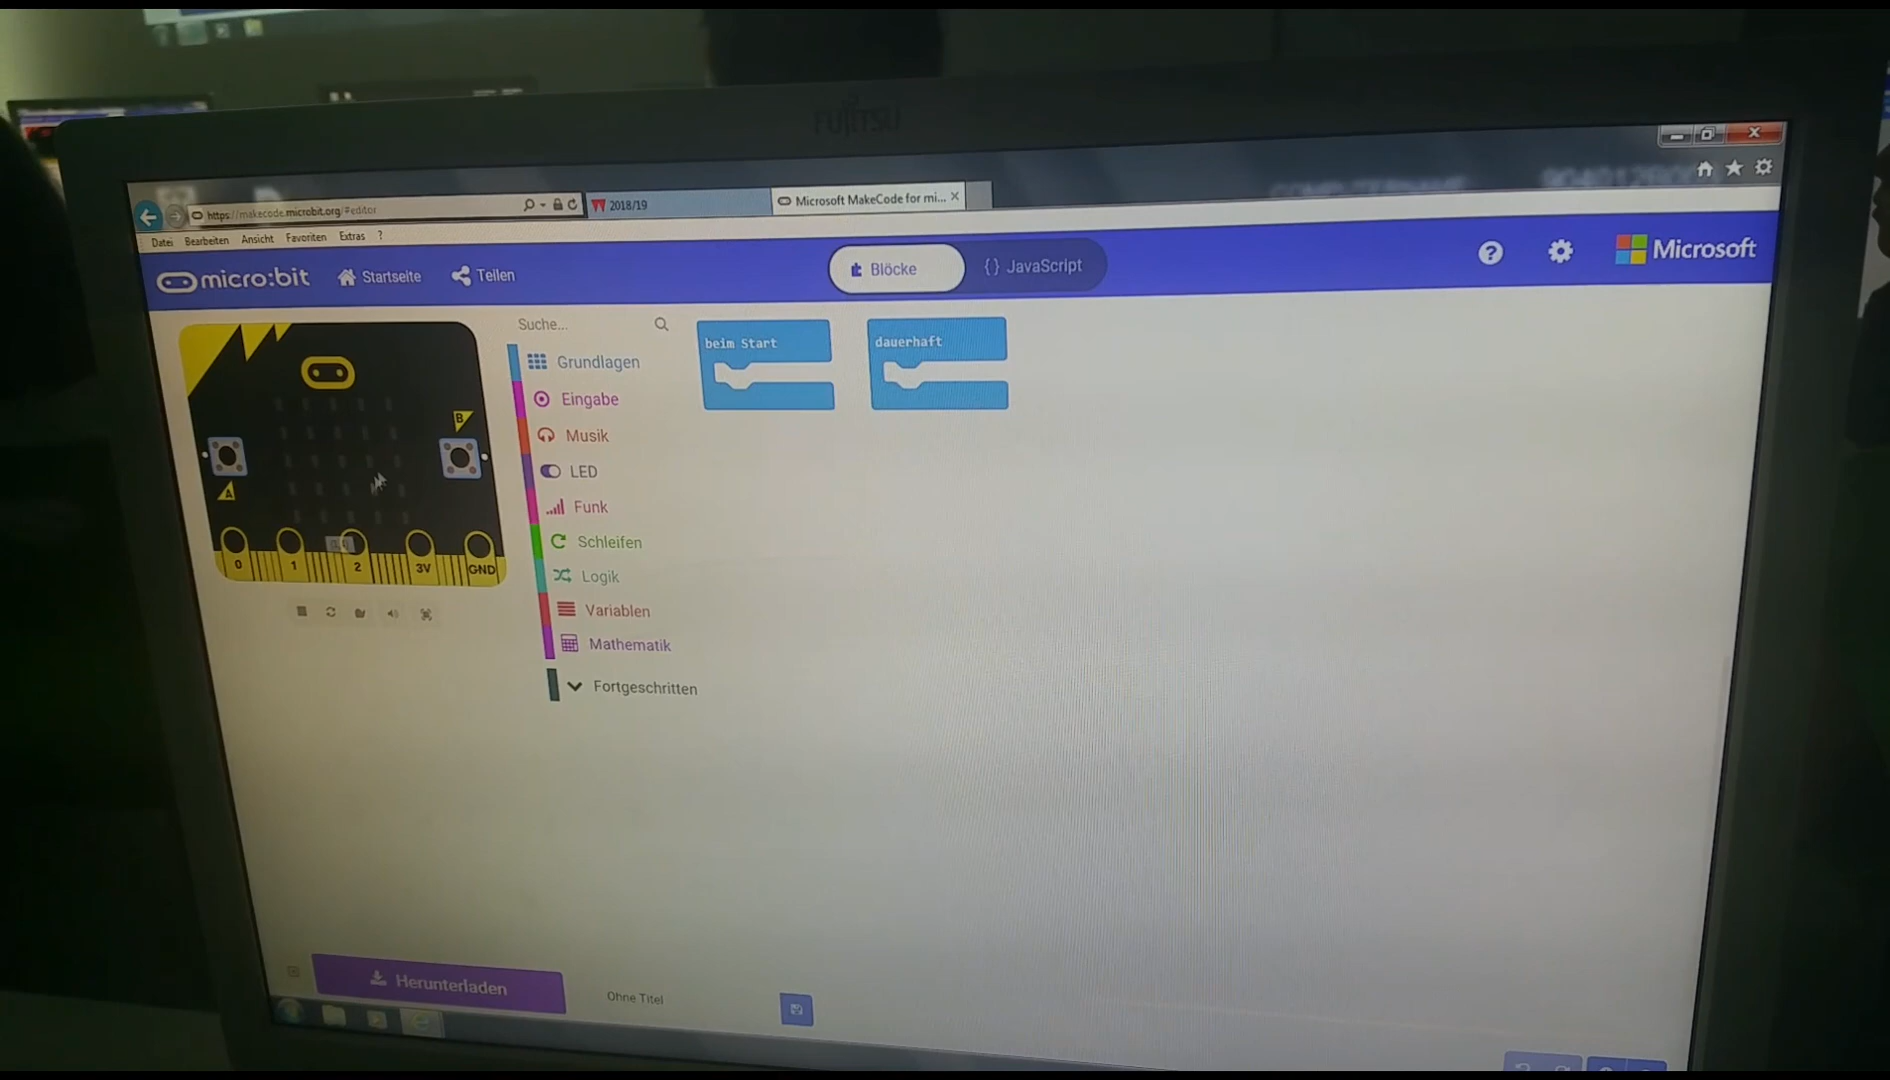 FUJITSU
https://makecode.microbit.org/#editor
2018/19
Microsoft MakeCode for mi...
Datei Bearbeiten Ansicht Favoriten Extras ?
micro:bit
Startseite
Teilen
Blöcke
{} JavaScript
?
Microsoft
Suche...
beim Start
dauerhaft
Grundlagen
Eingabe
B
Musik
LED
A
Funk
Schleifen
0 1 2 3V GND
Logik
Variablen
Mathematik
Fortgeschritten
Herunterladen
Ohne Titel